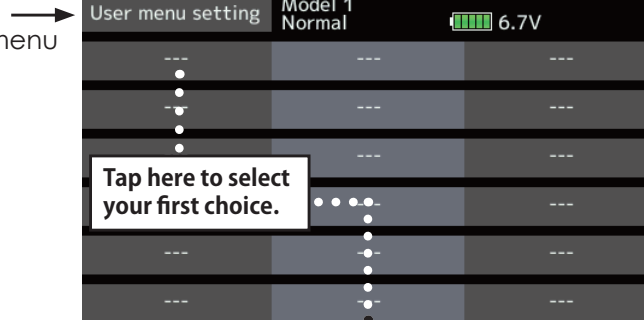 User menu setting
Model 1
Normal
6.7V
menu
--- --- ---
--- --- ---
--- --- ---
Tap here to select
your first choice.
--- ---
--- --- ---
--- --- ---